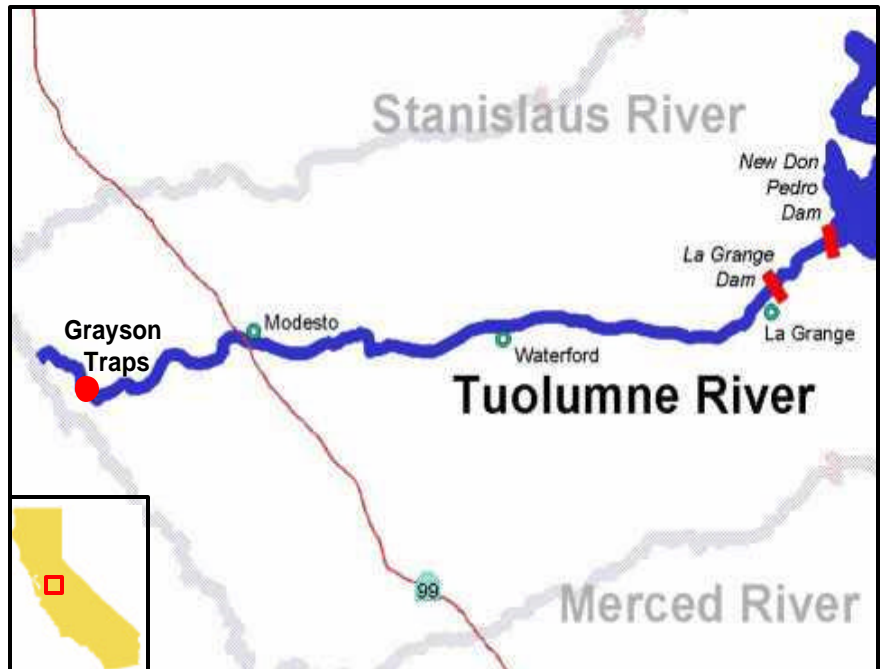 Stanislaus River
New Don
Pedro
Dam
La Grange
Dam
Grayson
Traps
Modesto
La Grange
Waterford
Tuolumne River
99
Merced River